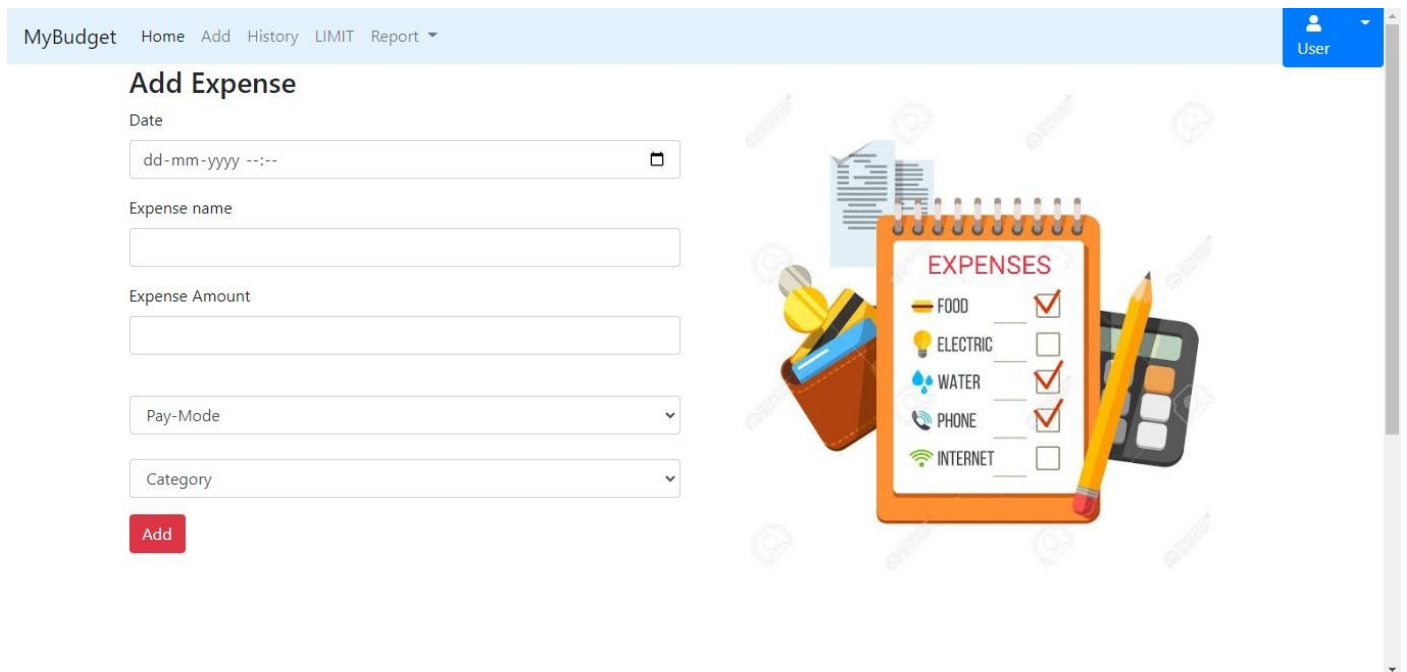 MyBudget Home Add History LIMIT Report
User
Add Expense
Date
dd-mm-yyyy --:--
Expense name
Expense Amount
Pay-Mode
Category
Add
EXPENSES
FOOD
ELECTRIC
WATER
PHONE
INTERNET